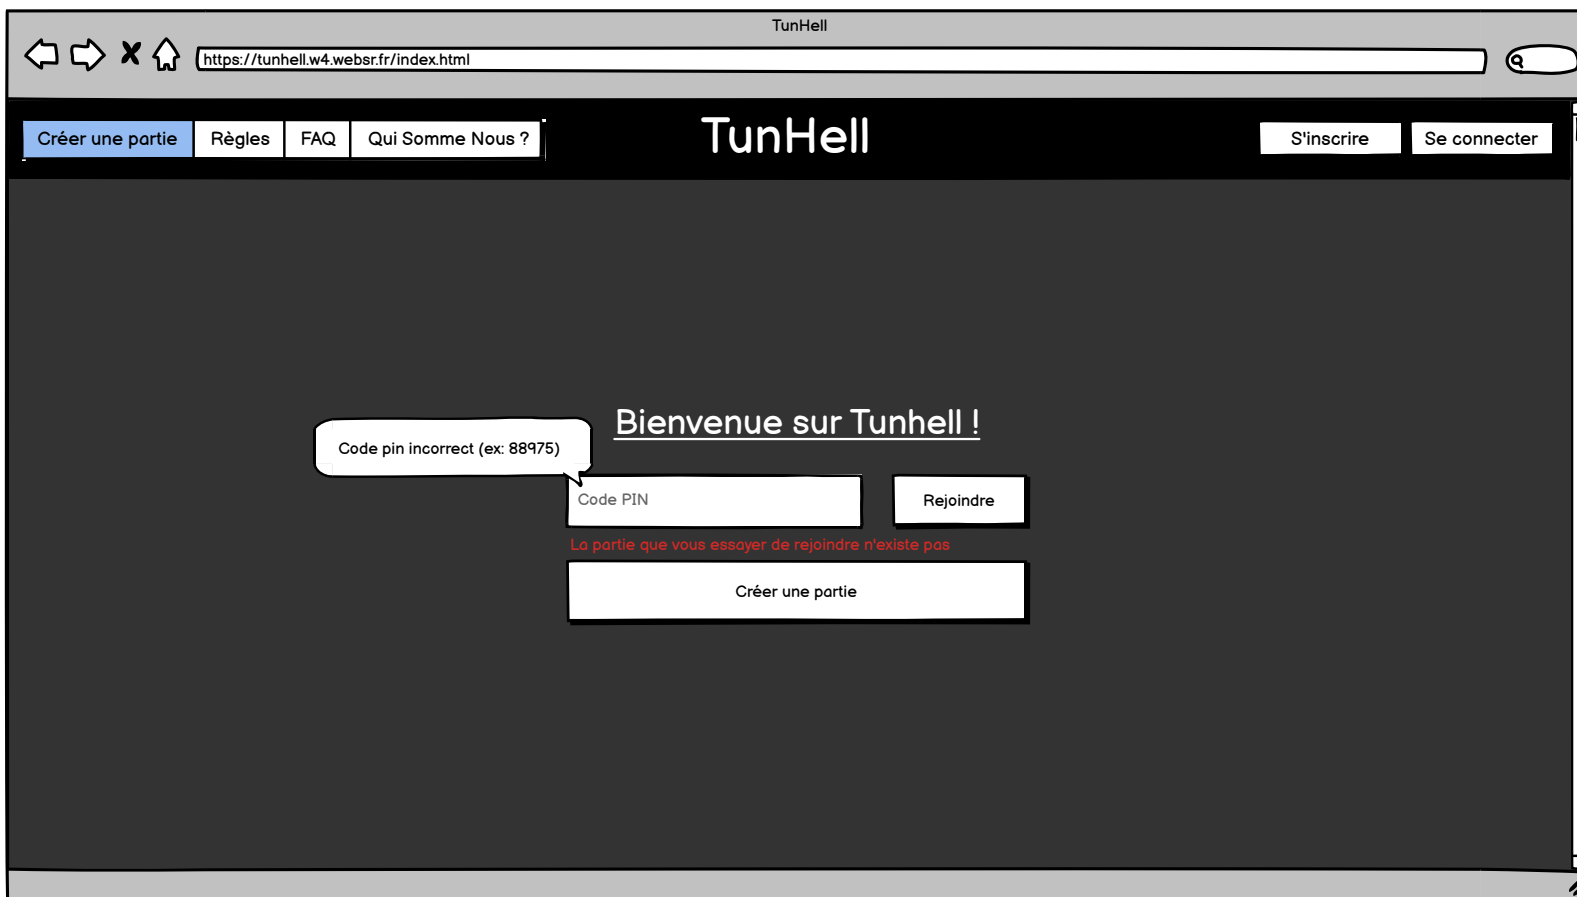 TunHell
https://tunhell.w4.websr.fr/index.html
Créer une partie Règles FAQ Qui Somme Nous ? TunHell S'inscrire Se connecter
Bienvenue sur Tunhell !
Code pin incorrect (ex: 88975)
Code PIN Rejoindre
La partie que vous essayer de rejoindre n'existe pas
Créer une partie